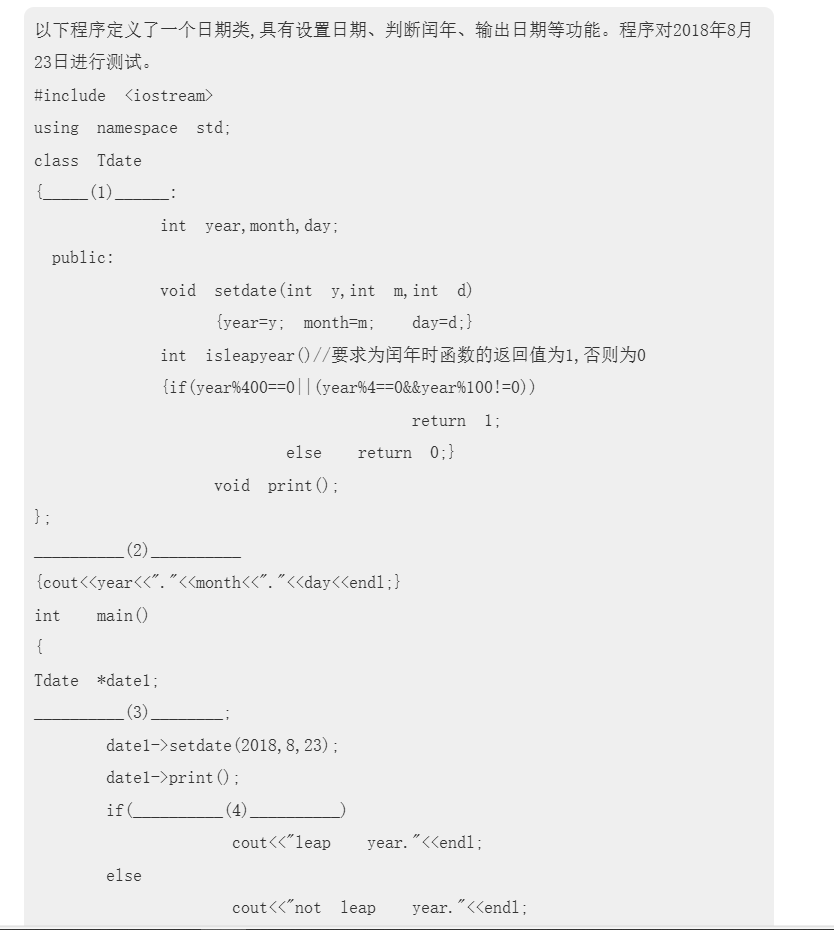 以下程序定义了一个日期类,具有设置日期、判断闰年、输出日期等功能。程序对2018年8月
23日进行测试。
#include  <iostream>
using  namespace  std;
class  Tdate
{_____(1)______:
int  year,month,day;
public:
void  setdate(int  y,int  m,int  d)
{year=y;  month=m;    day=d;}
int  isleapyear()//要求为闰年时函数的返回值为1,否则为0
{if(year%400==0||(year%4==0&&year%100!=0))
return  1;
else    return  0;}
void  print();
};
__________(2)__________
{cout<<year<<"."<<month<<"."<<day<<endl;}
int    main()
{
Tdate  *date1;
__________(3)________;
date1->setdate(2018,8,23);
date1->print();
if(__________(4)__________)
cout<<"leap    year."<<endl;
else
cout<<"not  leap    year."<<endl;